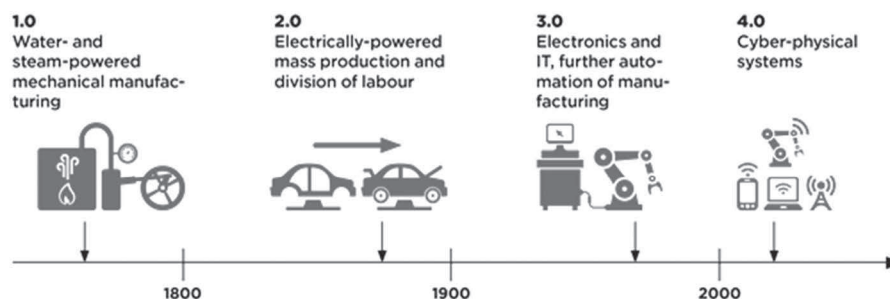 1.0
Water- and
steam-powered
mechanical manufac-
turing
2.0
Electrically-powered
mass production and
division of labour
3.0
Electronics and
IT, further auto-
mation of manu-
facturing
4.0
Cyber-physical
systems
1800
1900
2000